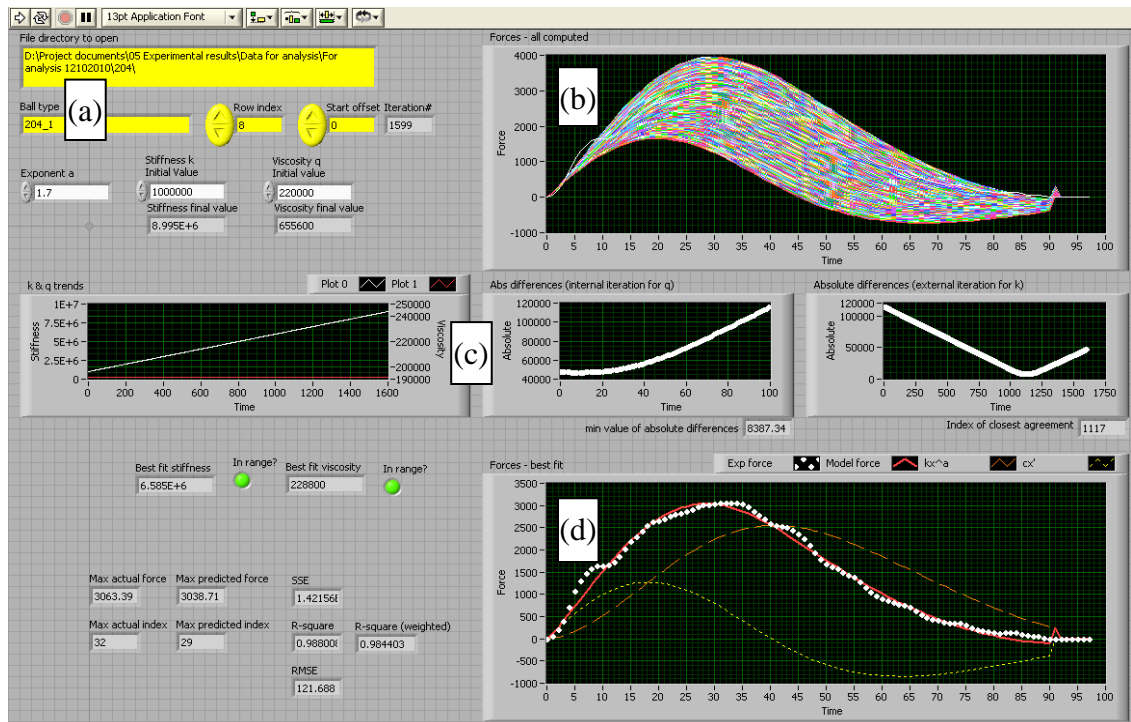 13pt Application Font
File directory to open
D:\Project documents\05 Experimental results\Data for analysis\For
analysis 12102010\204\
(a)
Ball type
204_1
Row index
8
Start offset
0
Iteration#
1599
Exponent a
1.7
Stiffness k
Initial Value
1000000
Viscosity q
Initial value
220000
Stiffness final value
8.995E+6
Viscosity final value
655600
Forces - all computed
(b)
Force
4000
3000
2000
1000
0
-1000
0 5 10 15 20 25 30 35 40 45 50 55 60 65 70 75 80 85 90 95 100
Time
k & q trends
Plot 0
Plot 1
Stiffness
1E+7
7.5E+6
5E+6
2.5E+6
0
250000
240000
220000
200000
190000
Viscosity
0 200 400 600 800 1000 1200 1400 1600
Time
(c)
Abs differences (internal iteration for q)
Absolute
120000
100000
80000
60000
40000
0 20 40 60 80 100
Time
min value of absolute differences 8387.34
Absolute differences (external iteration for k)
Absolute
120000
100000
50000
0
0 250 500 750 1000 1250 1500 1750
Time
Index of closest agreement 1117
Best fit stiffness
6.585E+6
In range?
Best fit viscosity
228800
In range?
Max actual force
3063.39
Max predicted force
3038.71
SSE
Max actual index
32
Max predicted index
29
R-square
R-square (weighted)
0.984403
RMSE
121.688
Forces - best fit
Exp force
Model force
kx^a
cx'
(d)
Force
3500
3000
2500
2000
1500
1000
500
0
-500
-1000
0 5 10 15 20 25 30 35 40 45 50 55 60 65 70 75 80 85 90 95 100
Time